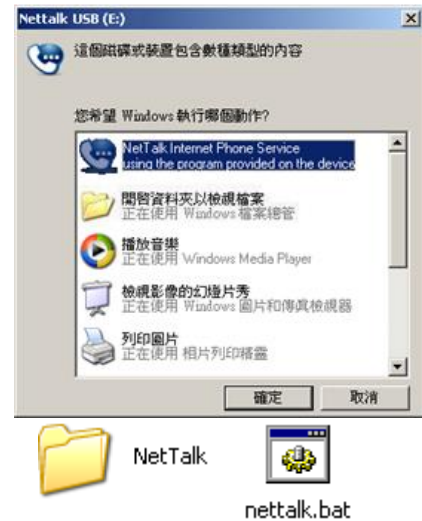 Nettalk USB (E:)
這個磁碟或裝置包含數種類型的內容
您希望 Windows 執行哪個動作?
NetTalk Internet Phone Service
using the program provided on the device
開啟資料夾以檢視檔案
正在使用 Windows 檔案總管
播放音樂
正在使用 Windows Media Player
檢視影像的幻燈片秀
正在使用 Windows 圖片和傳真檢視器
列印圖片
正在使用 相片列印精靈
確定
取消
NetTalk
nettalk.bat